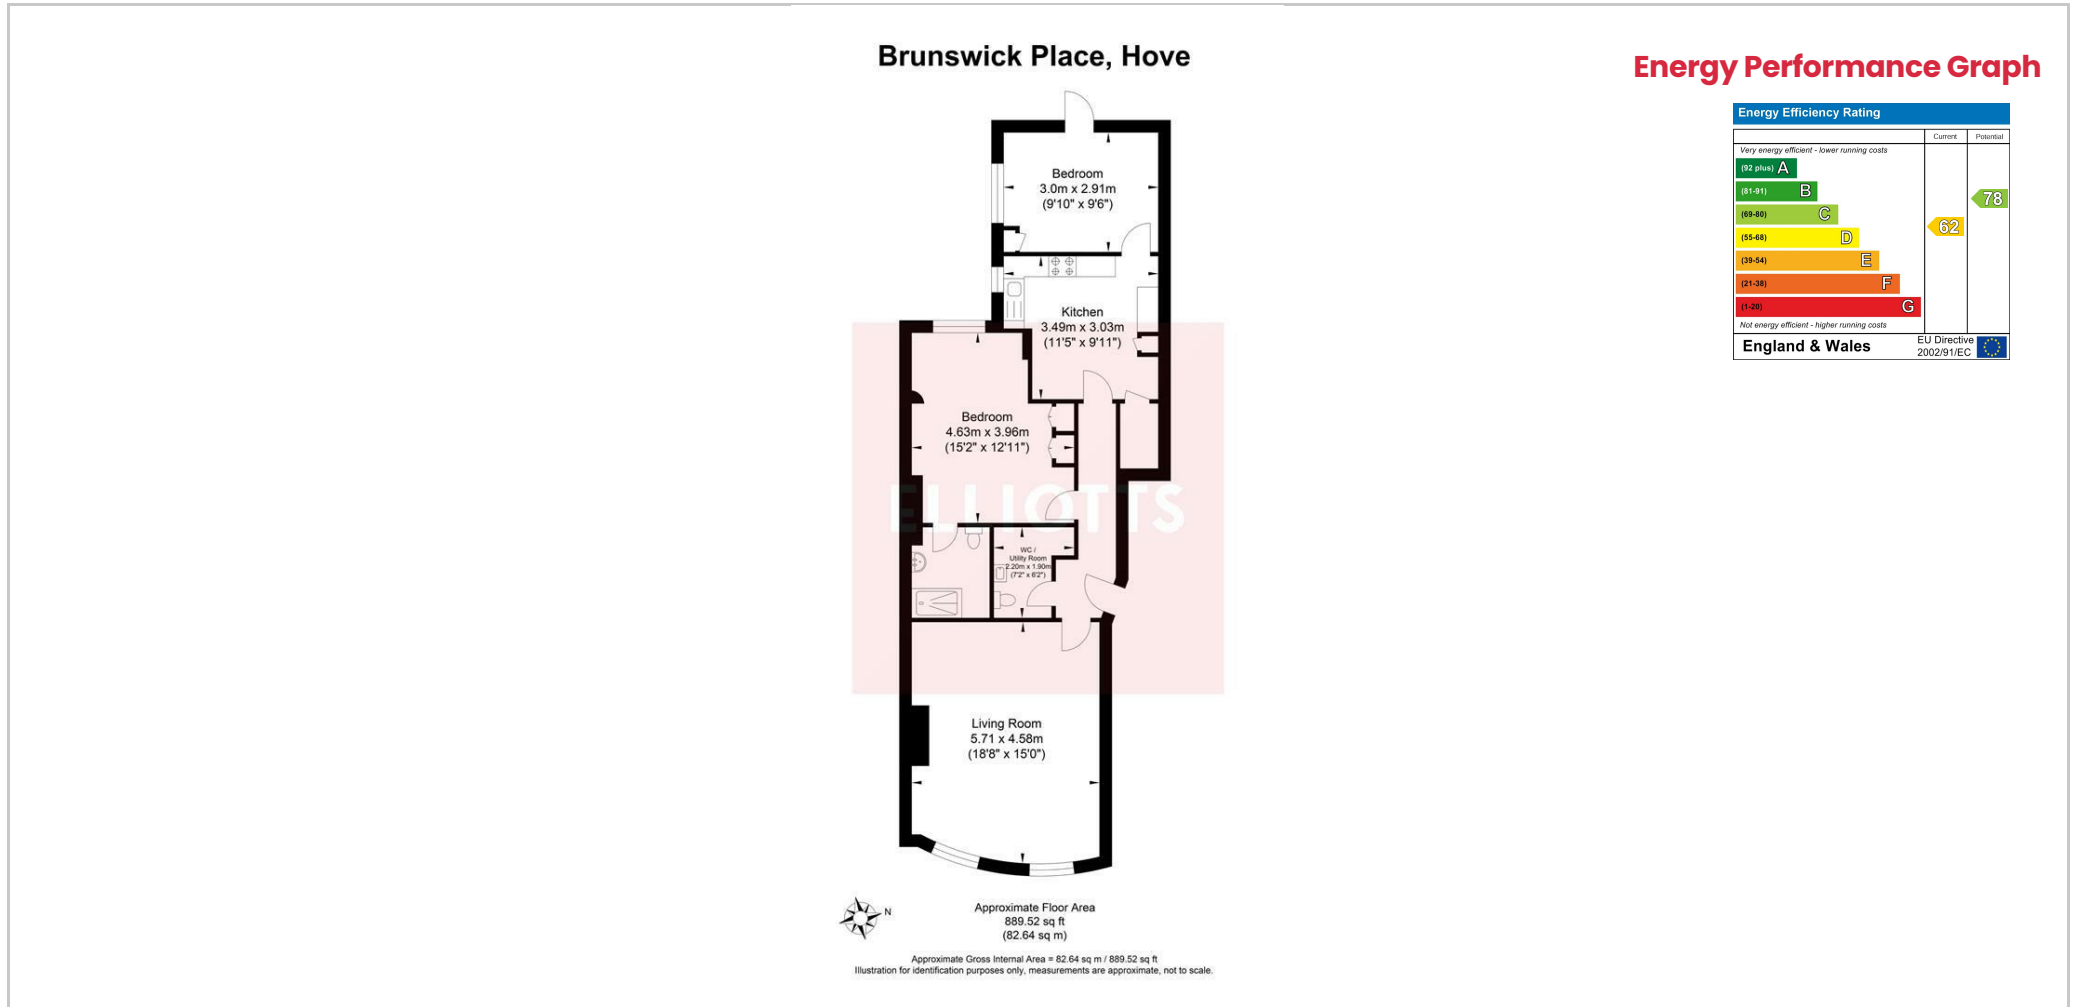 Brunswick Place, Hove
Bedroom
3.0m x 2.91m
(9'10" x 9'6")
Kitchen
3.49m x 3.03m
(11'5" x 9'11")
Bedroom
4.63m x 3.96m
(15'2" x 12'11")
ELLIOTTS
WC /
Utility Room
2.20m x 1.90m
(7'2" x 6'2")
Living Room
5.71 x 4.58m
(18'8" x 15'0")
N
Approximate Floor Area
889.52 sq ft
(82.64 sq m)
Approximate Gross Internal Area = 82.64 sq m / 889.52 sq ft
Illustration for identification purposes only, measurements are approximate, not to scale.
Energy Performance Graph
Energy Efficiency Rating
Current Potential
Very energy efficient - lower running costs
(92 plus) A
(81-91) B
(69-80) C
(55-68) D
(39-54) E
(21-38) F
(1-20) G
62
78
Not energy efficient - higher running costs
England & Wales
EU Directive
2002/91/EC